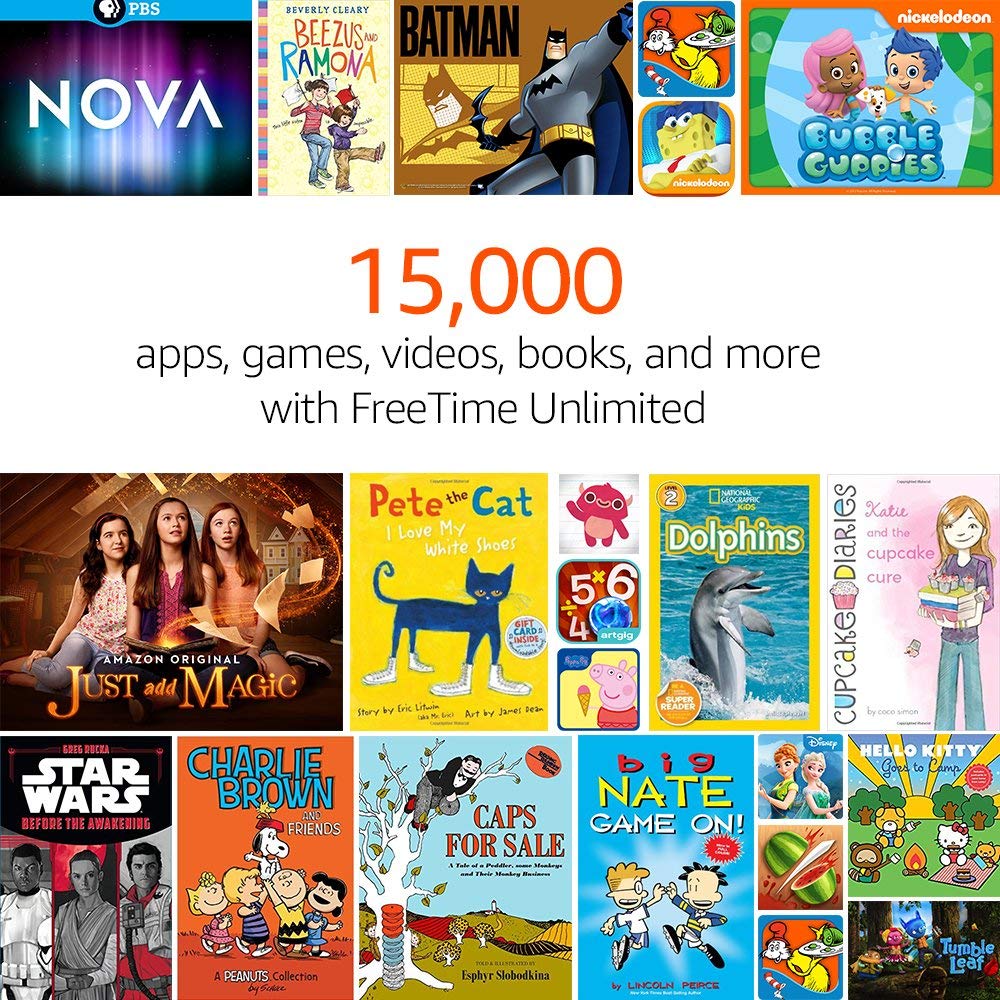 PBS
NOVA
BEVERLY CLEARY
BEEZUS AND
RAMONA
BATMAN
nickelodeon
nickelodeon
BUBBLE
GUPPIES
15,000
apps, games, videos, books, and more
with FreeTime Unlimited
AMAZON ORIGINAL
JUST add MAGIC
Pete the Cat
I Love My
White Shoes
GIFT
CARD
INSIDE
Story by Eric Litwin
(aka Mr. Eric)
Art by James Dean
5×6
÷
4
artgig
Peppa Pig
LEVEL
2
NATIONAL
GEOGRAPHIC
KiDS
Dolphins
SUPER
READER
CUPCAKE DIARIES
Katie
and the
cupcake
cure
by coco simon
GREG RUCKA
STAR
WARS
BEFORE THE AWAKENING
CHARLIE
BROWN
AND
FRIENDS
A PEANUTS Collection
by Schulz
CAPS
FOR SALE
A Tale of a Peddler, some Monkeys
and Their Monkey Business
TOLD & ILLUSTRATED BY
Esphyr Slobodkina
big
NATE
GAME ON!
by LINCOLN PEIRCE
Disney
HELLO KITTY
Goes to Camp
Tumble
Leaf